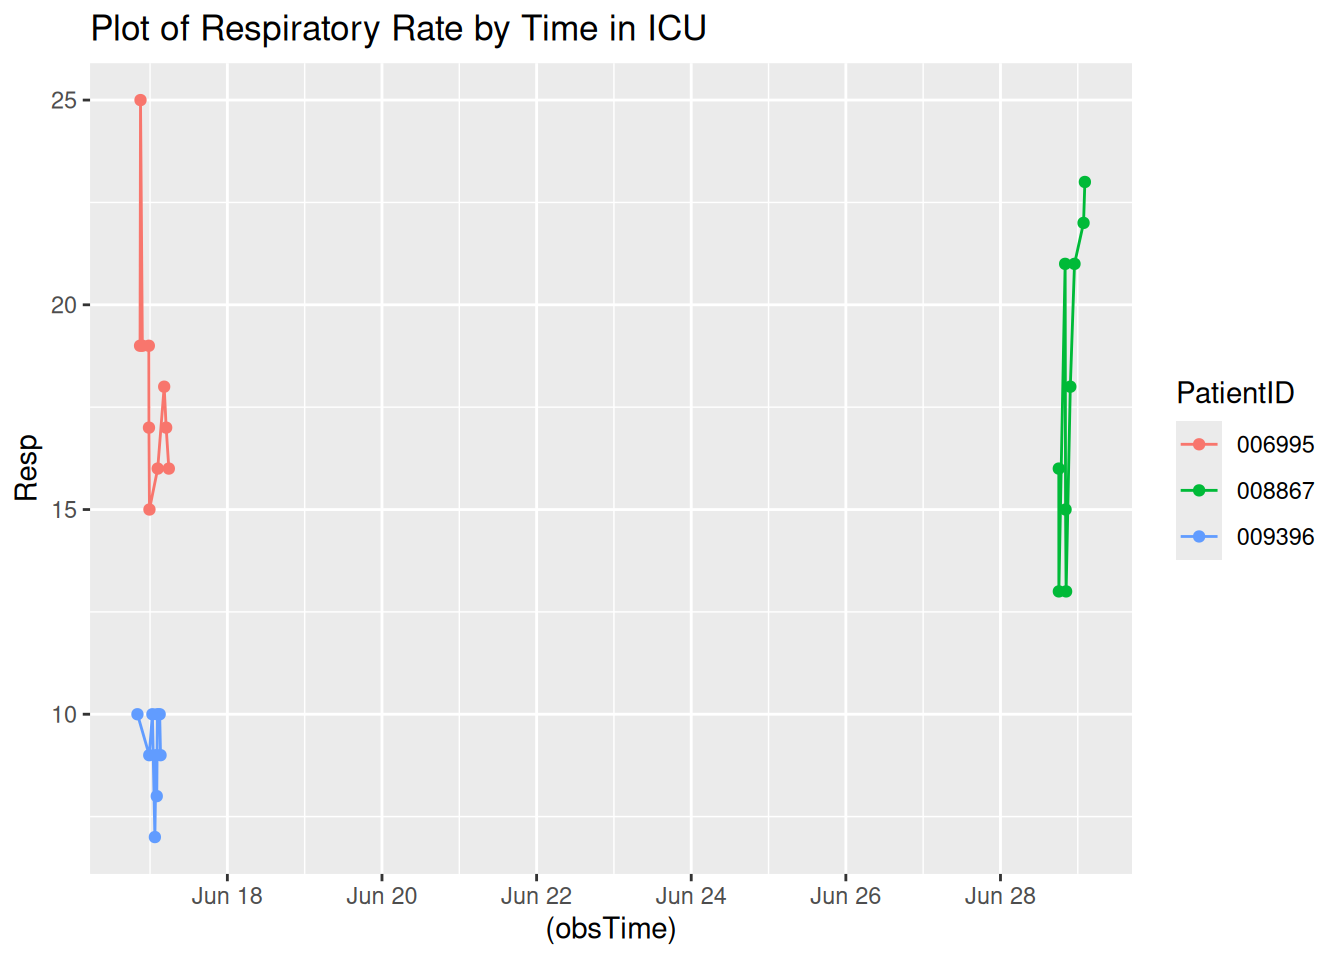 Plot of Respiratory Rate by Time in ICU
25
20
15
10
Resp
Jun 18
Jun 20
Jun 22
Jun 24
Jun 26
Jun 28
(obsTime)
PatientID
006995
008867
009396